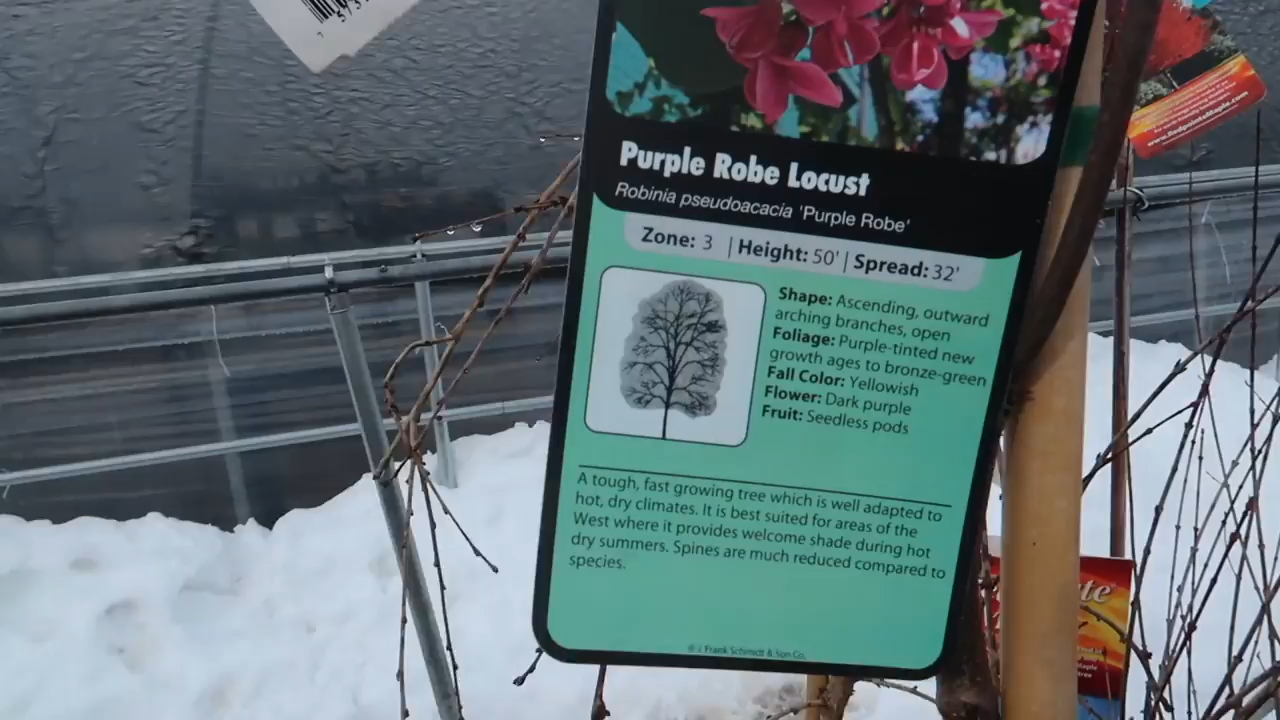 Purple Robe Locust
Robinia pseudoacacia 'Purple Robe'
Zone: 3 | Height: 50' | Spread: 32'
Shape: Ascending, outward
arching branches, open
Foliage: Purple-tinted new
growth ages to bronze-green
Fall Color: Yellowish
Flower: Dark purple
Fruit: Seedless pods
A tough, fast growing tree which is well adapted to
hot, dry climates. It is best suited for areas of the
West where it provides welcome shade during hot
dry summers. Spines are much reduced compared to
species.
© J. Frank Schmidt & Son Co.
www.RedpointeMaple.com